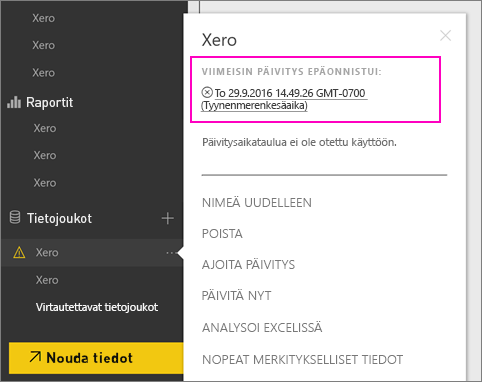 Xero
Xero
Xero
Raportit
Xero
Xero
Xero
Tietojoukot
Xero
Xero
Virtautettavat tietojoukot
Nouda tiedot
Xero
VIIMEISIN PÄIVITYS EPÄONNISTUI:
To 29.9.2016 14.49.26 GMT-0700
(Tyynenmerenkesäaika)
Päivitysaikataulua ei ole otettu käyttöön.
NIMEÄ UUDELLEEN
POISTA
AJOITA PÄIVITYS
PÄIVITÄ NYT
ANALYSOI EXCELISSÄ
NOPEAT MERKITYKSELLISET TIEDOT